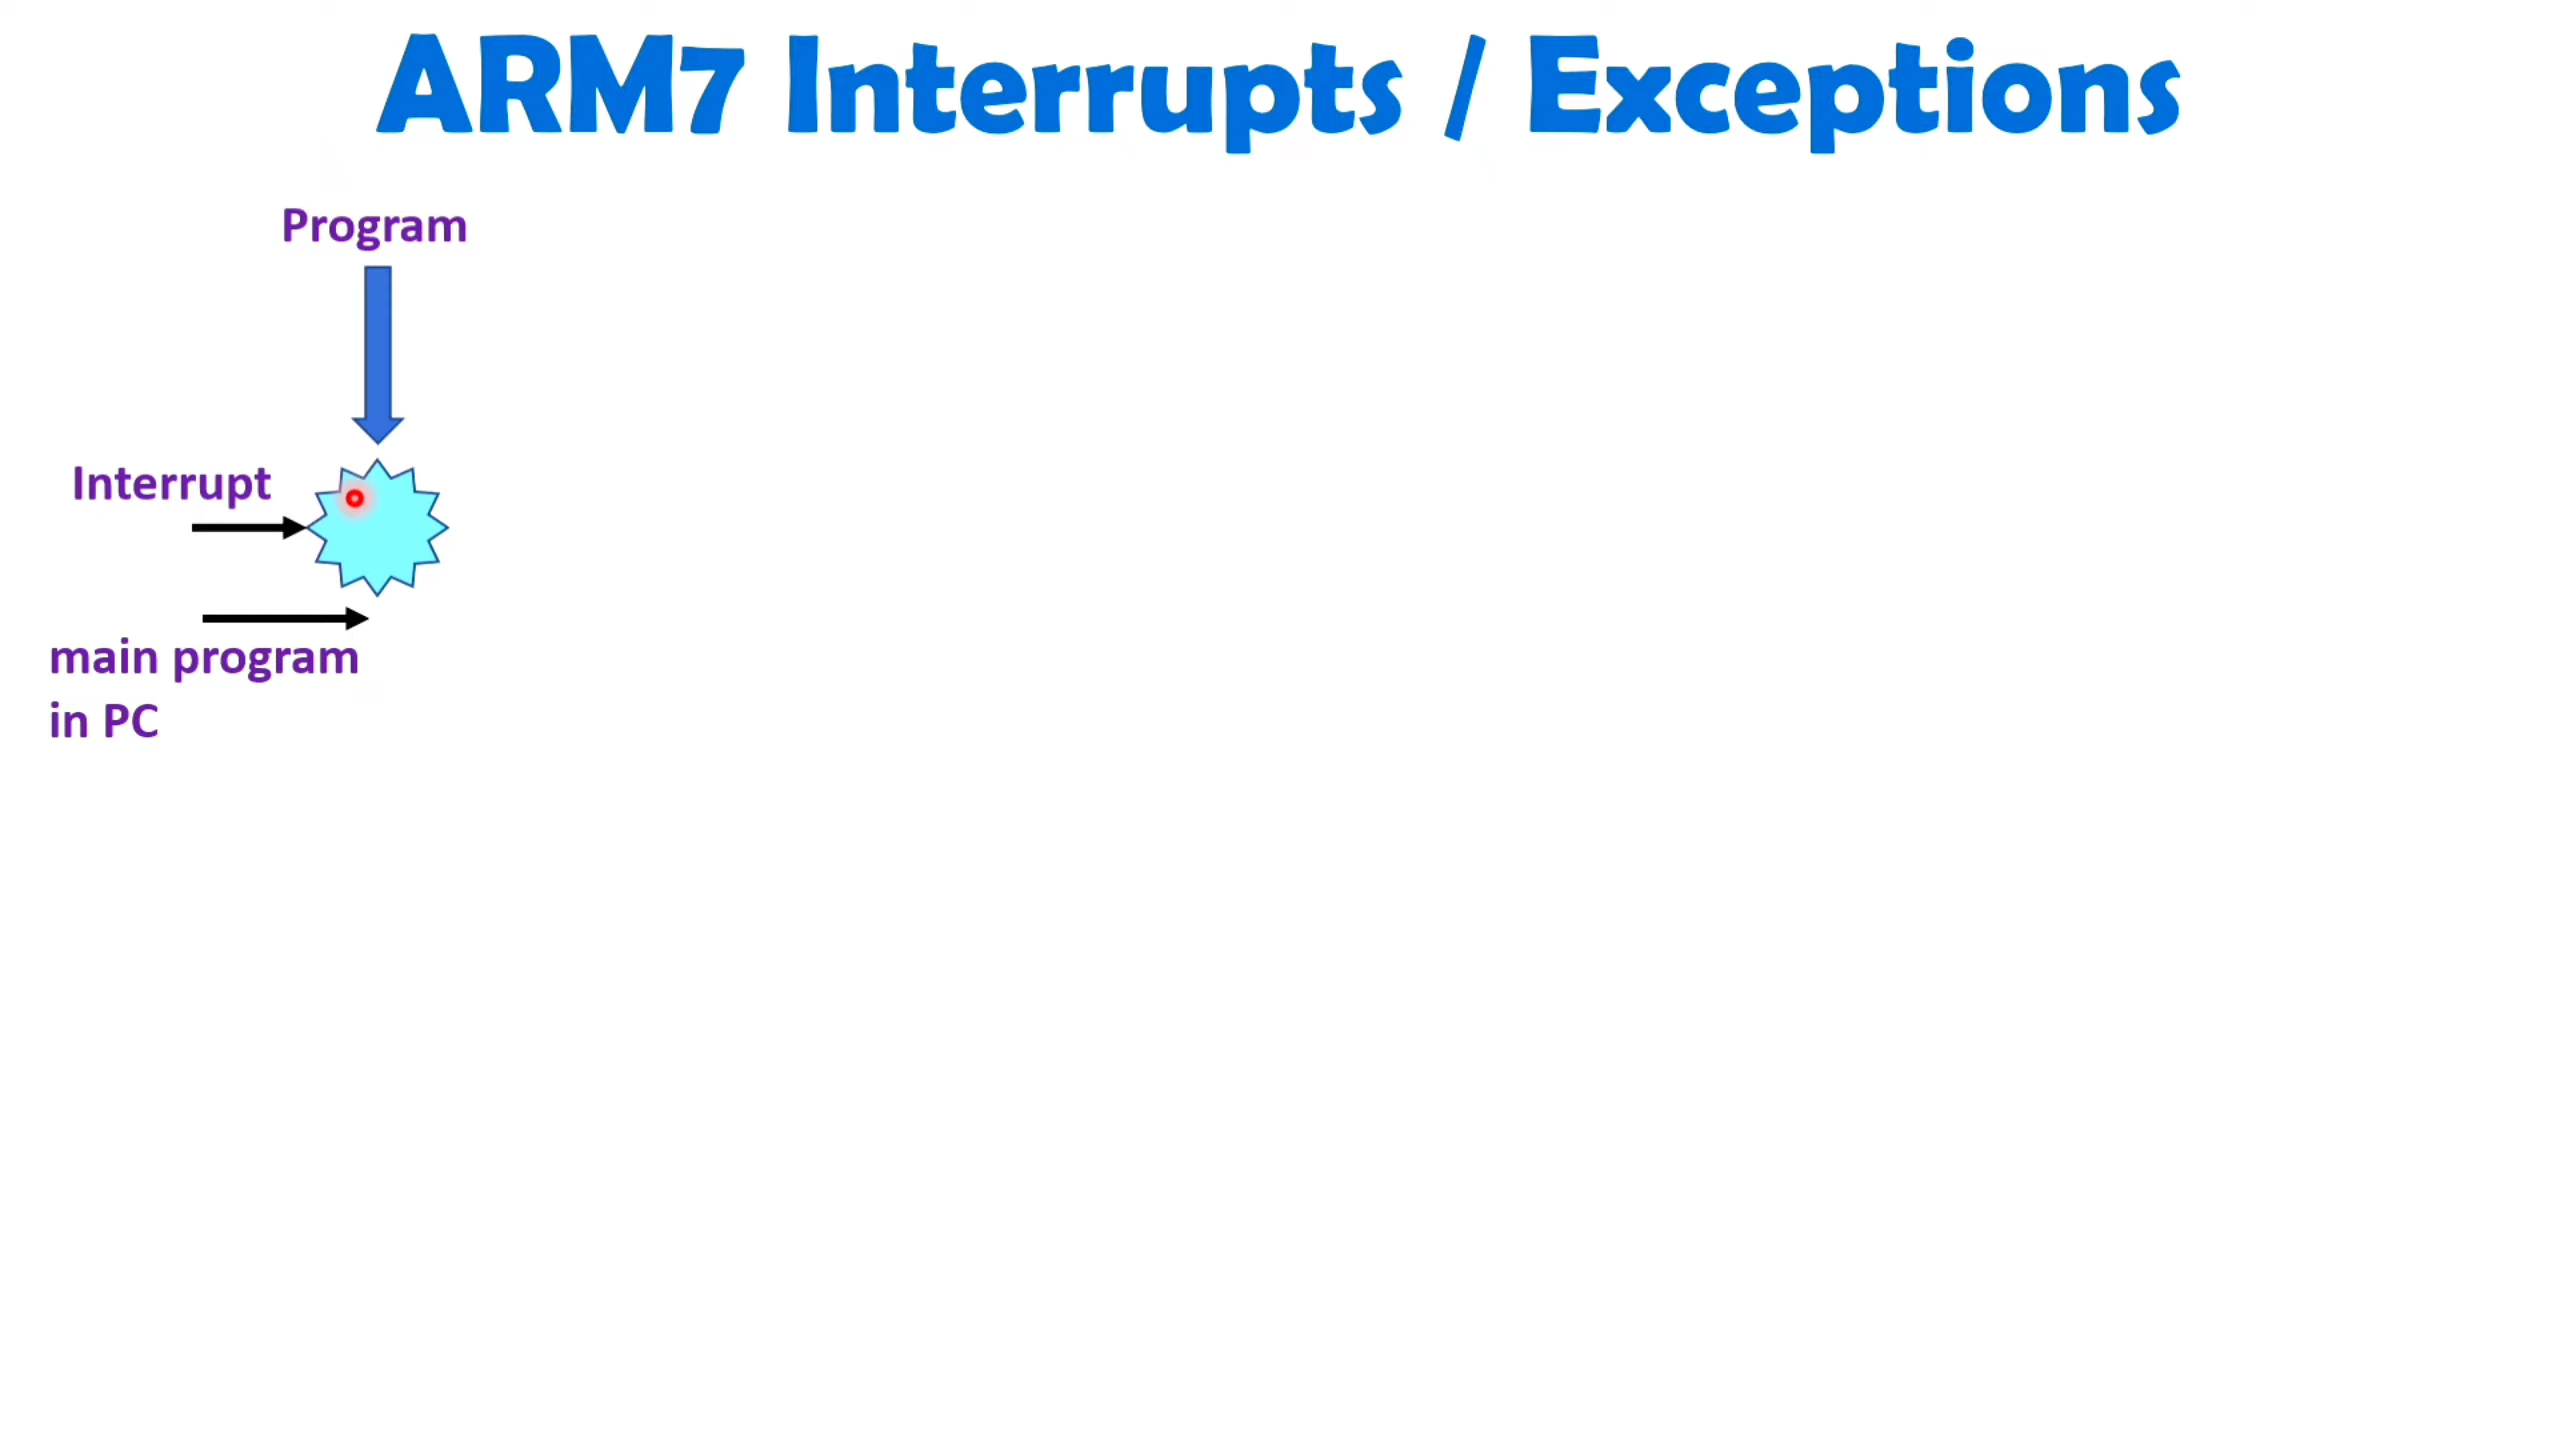 ARM7 Interrupts / Exceptions
Program
Interrupt
main program
in PC